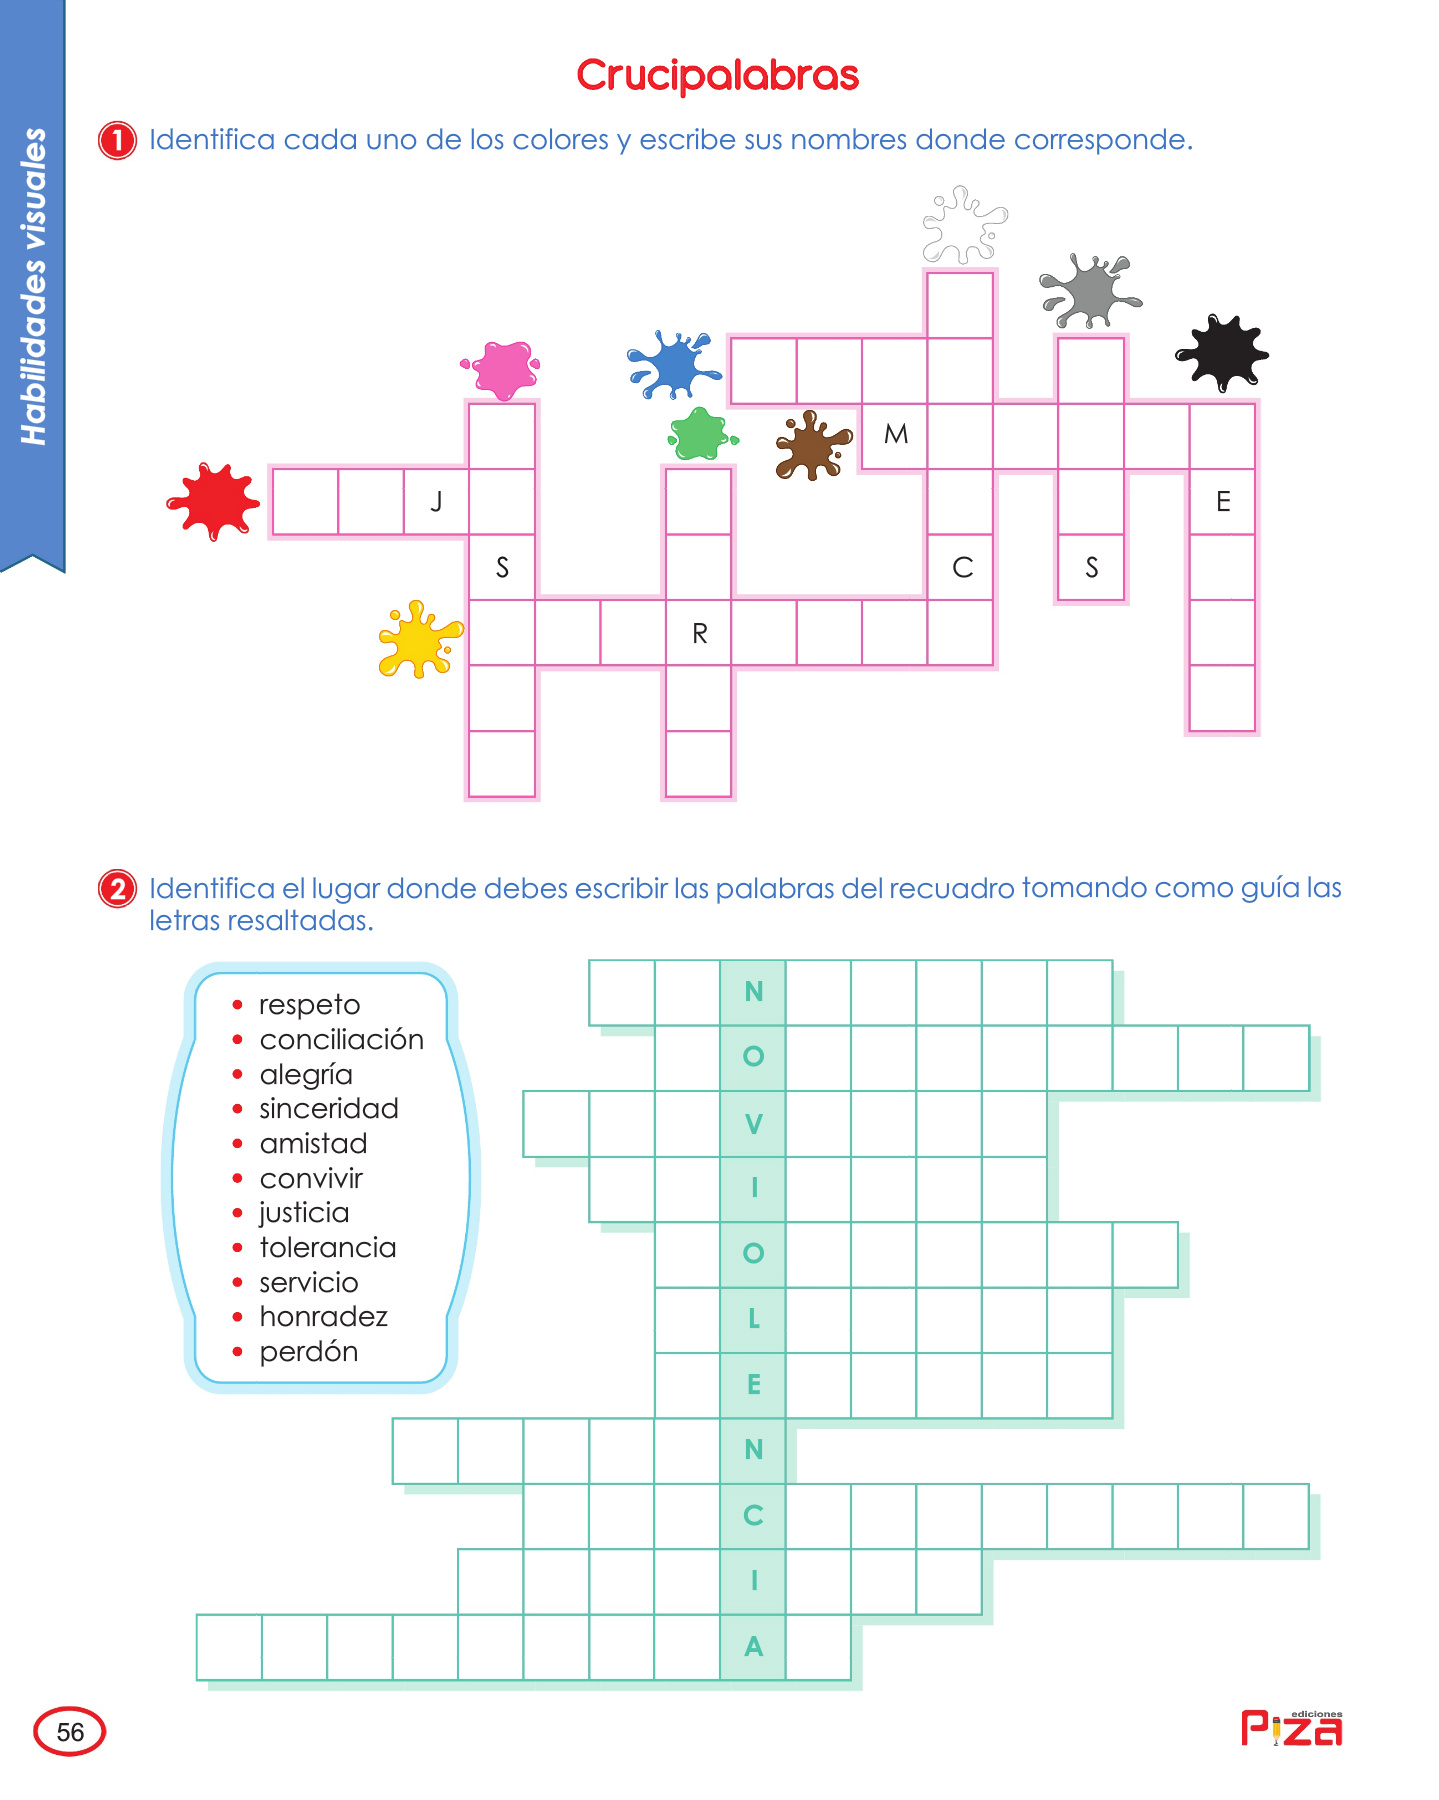 Habilidades visuales
Crucipalabras
1 Identifica cada uno de los colores y escribe sus nombres donde corresponde.
M
J
E
S
C
S
R
2 Identifica el lugar donde debes escribir las palabras del recuadro tomando como guía las
letras resaltadas.
• respeto
• conciliación
• alegría
• sinceridad
• amistad
• convivir
• justicia
• tolerancia
• servicio
• honradez
• perdón
N
O
V
I
O
L
E
N
C
I
A
56
ediciones
Piza